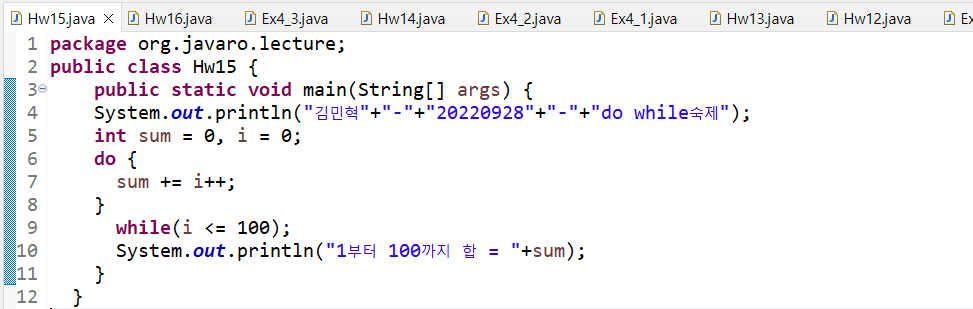 Hw15.java Hw16.java Ex4_3.java Hw14.java Ex4_2.java Ex4_1.java Hw13.java Hw12.java Ex
1 package org.javaro.lecture;
2 public class Hw15 {
3 public static void main(String[] args) {
4 System.out.println("김민혁"+"-"+"20220928"+"-"+"do while숙제");
5 int sum = 0, i = 0;
6 do {
7 sum += i++;
8 }
9 while(i <= 100);
10 System.out.println("1부터 100까지 합 = "+sum);
11 }
12 }